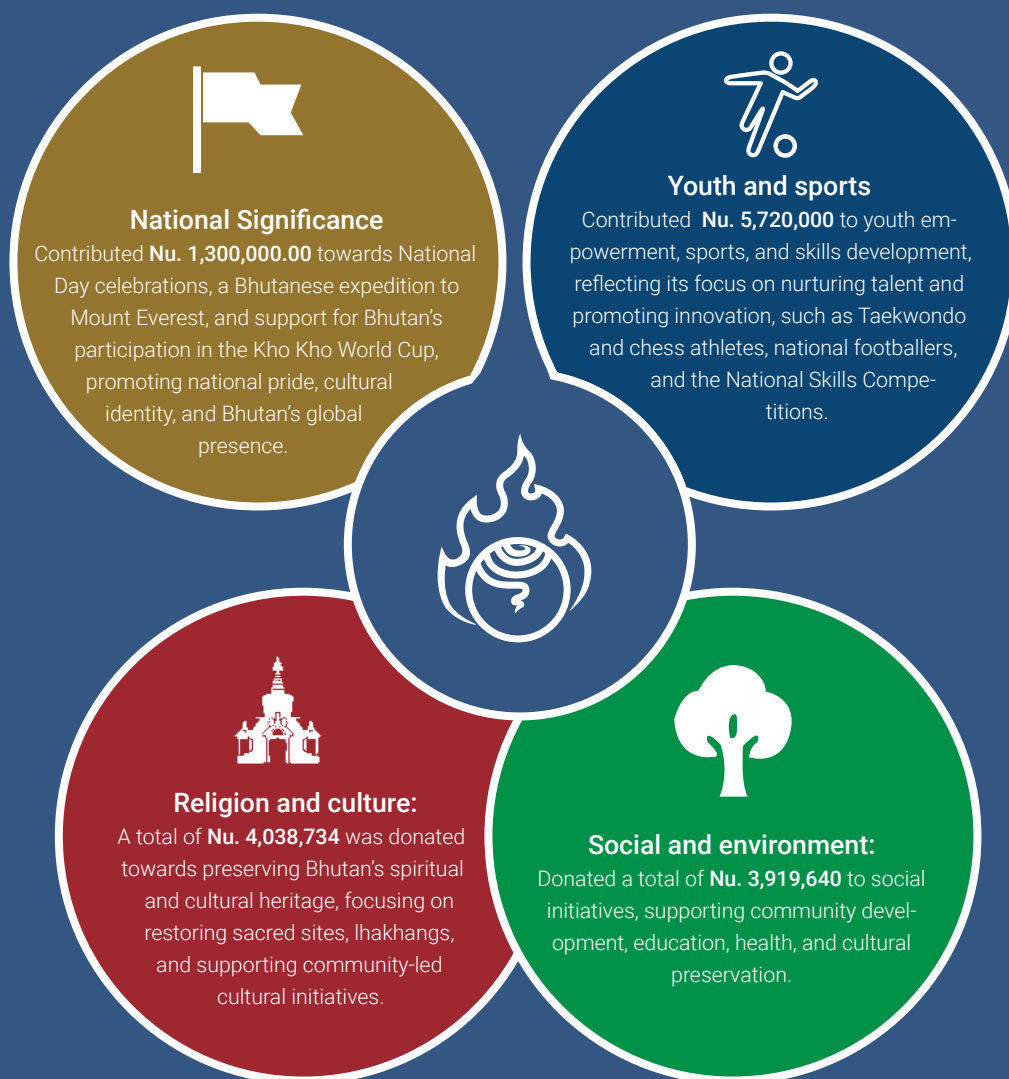 National Significance
Contributed Nu. 1,300,000.00 towards National
Day celebrations, a Bhutanese expedition to
Mount Everest, and support for Bhutan's
participation in the Kho Kho World Cup,
promoting national pride, cultural
identity, and Bhutan's global
presence.
Youth and sports
Contributed Nu. 5,720,000 to youth em-
powerment, sports, and skills development,
reflecting its focus on nurturing talent and
promoting innovation, such as Taekwondo
and chess athletes, national footballers,
and the National Skills Compe-
titions.
Religion and culture:
A total of Nu. 4,038,734 was donated
towards preserving Bhutan's spiritual
and cultural heritage, focusing on
restoring sacred sites, lhakhangs,
and supporting community-led
cultural initiatives.
Social and environment:
Donated a total of Nu. 3,919,640 to social
initiatives, supporting community devel-
opment, education, health, and cultural
preservation.